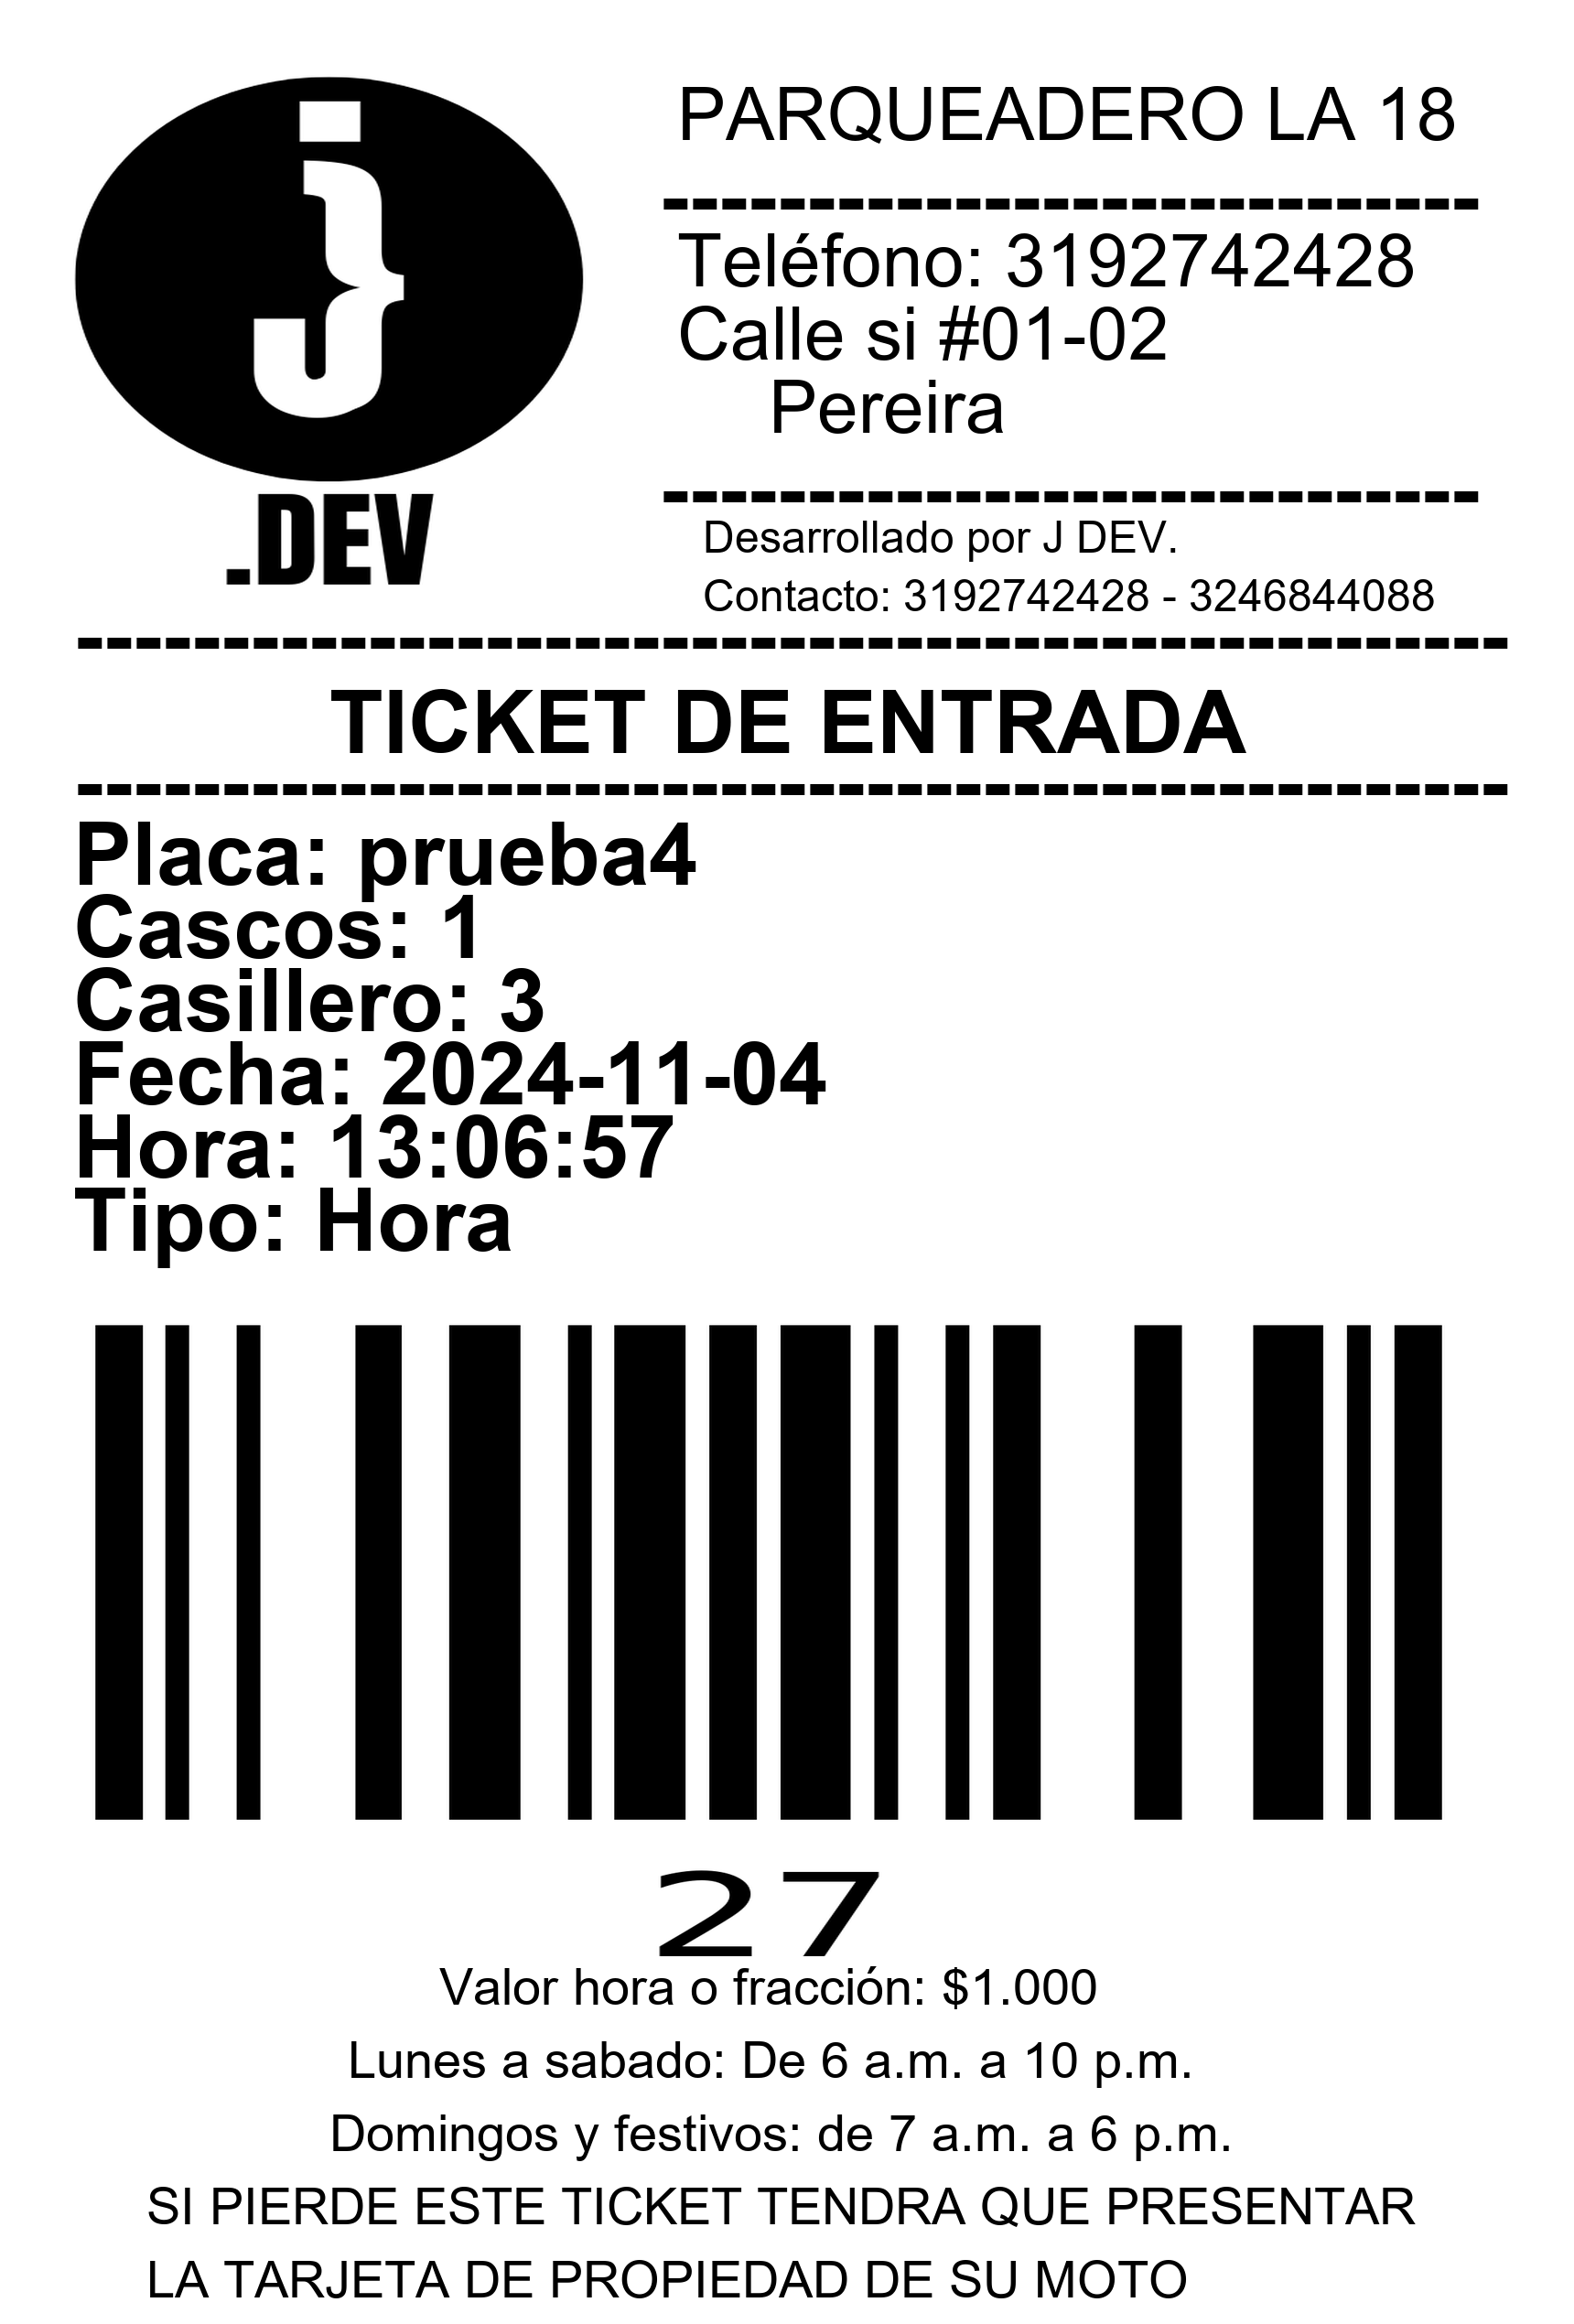 j
.DEV
PARQUEADERO LA 18
----------------------------
Teléfono: 3192742428
Calle si #01-02
Pereira
----------------------------
Desarrollado por J DEV.
Contacto: 3192742428 - 3246844088
-------------------------------------------------
TICKET DE ENTRADA
-------------------------------------------------
Placa: prueba4
Cascos: 1
Casillero: 3
Fecha: 2024-11-04
Hora: 13:06:57
Tipo: Hora
27
Valor hora o fracción: $1.000
Lunes a sabado: De 6 a.m. a 10 p.m.
Domingos y festivos: de 7 a.m. a 6 p.m.
SI PIERDE ESTE TICKET TENDRA QUE PRESENTAR
LA TARJETA DE PROPIEDAD DE SU MOTO